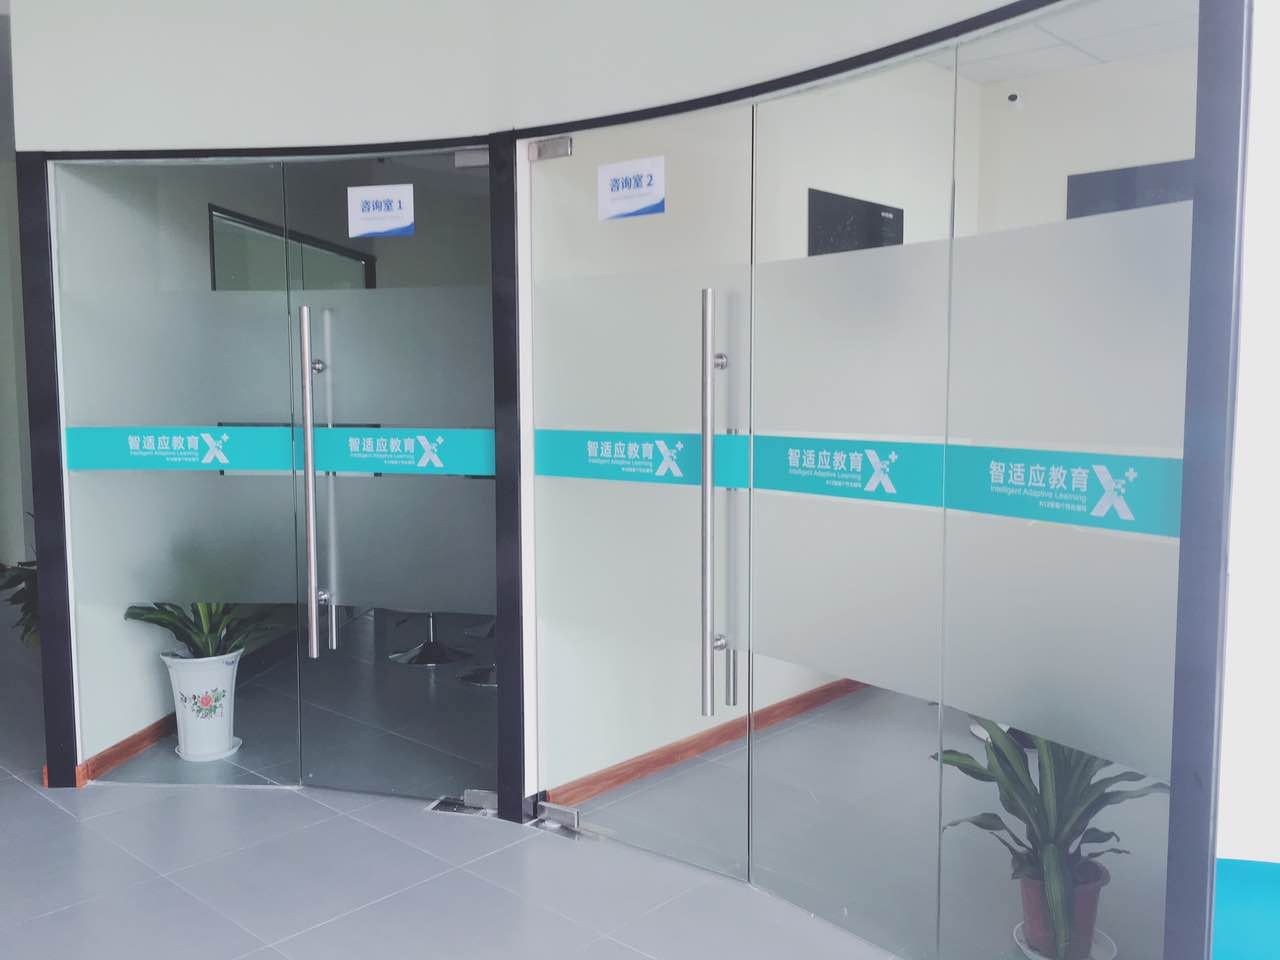 咨询室 1
咨询室 2
智适应教育
Intelligent Adaptive Learning
智适应教育
Intelligent Adaptive Learning
智适应教育
Intelligent Adaptive Learning
智适应教育
Intelligent Adaptive Learning
智适应教育
Intelligent Adaptive Learning